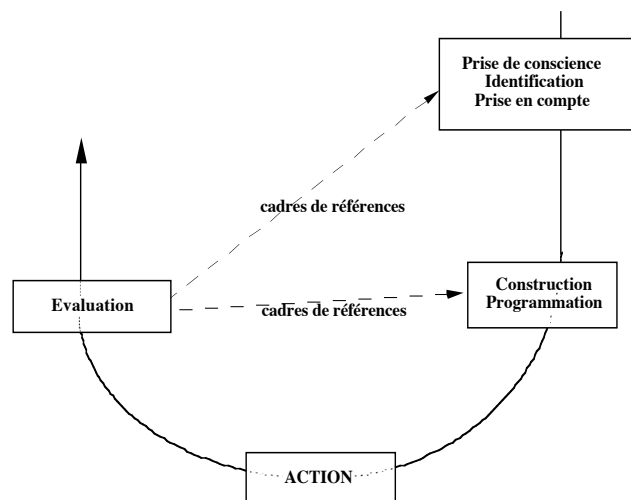 Prise de conscience
Identification
Prise en compte
cadres de références
Evaluation
cadres de références
Construction
Programmation
ACTION